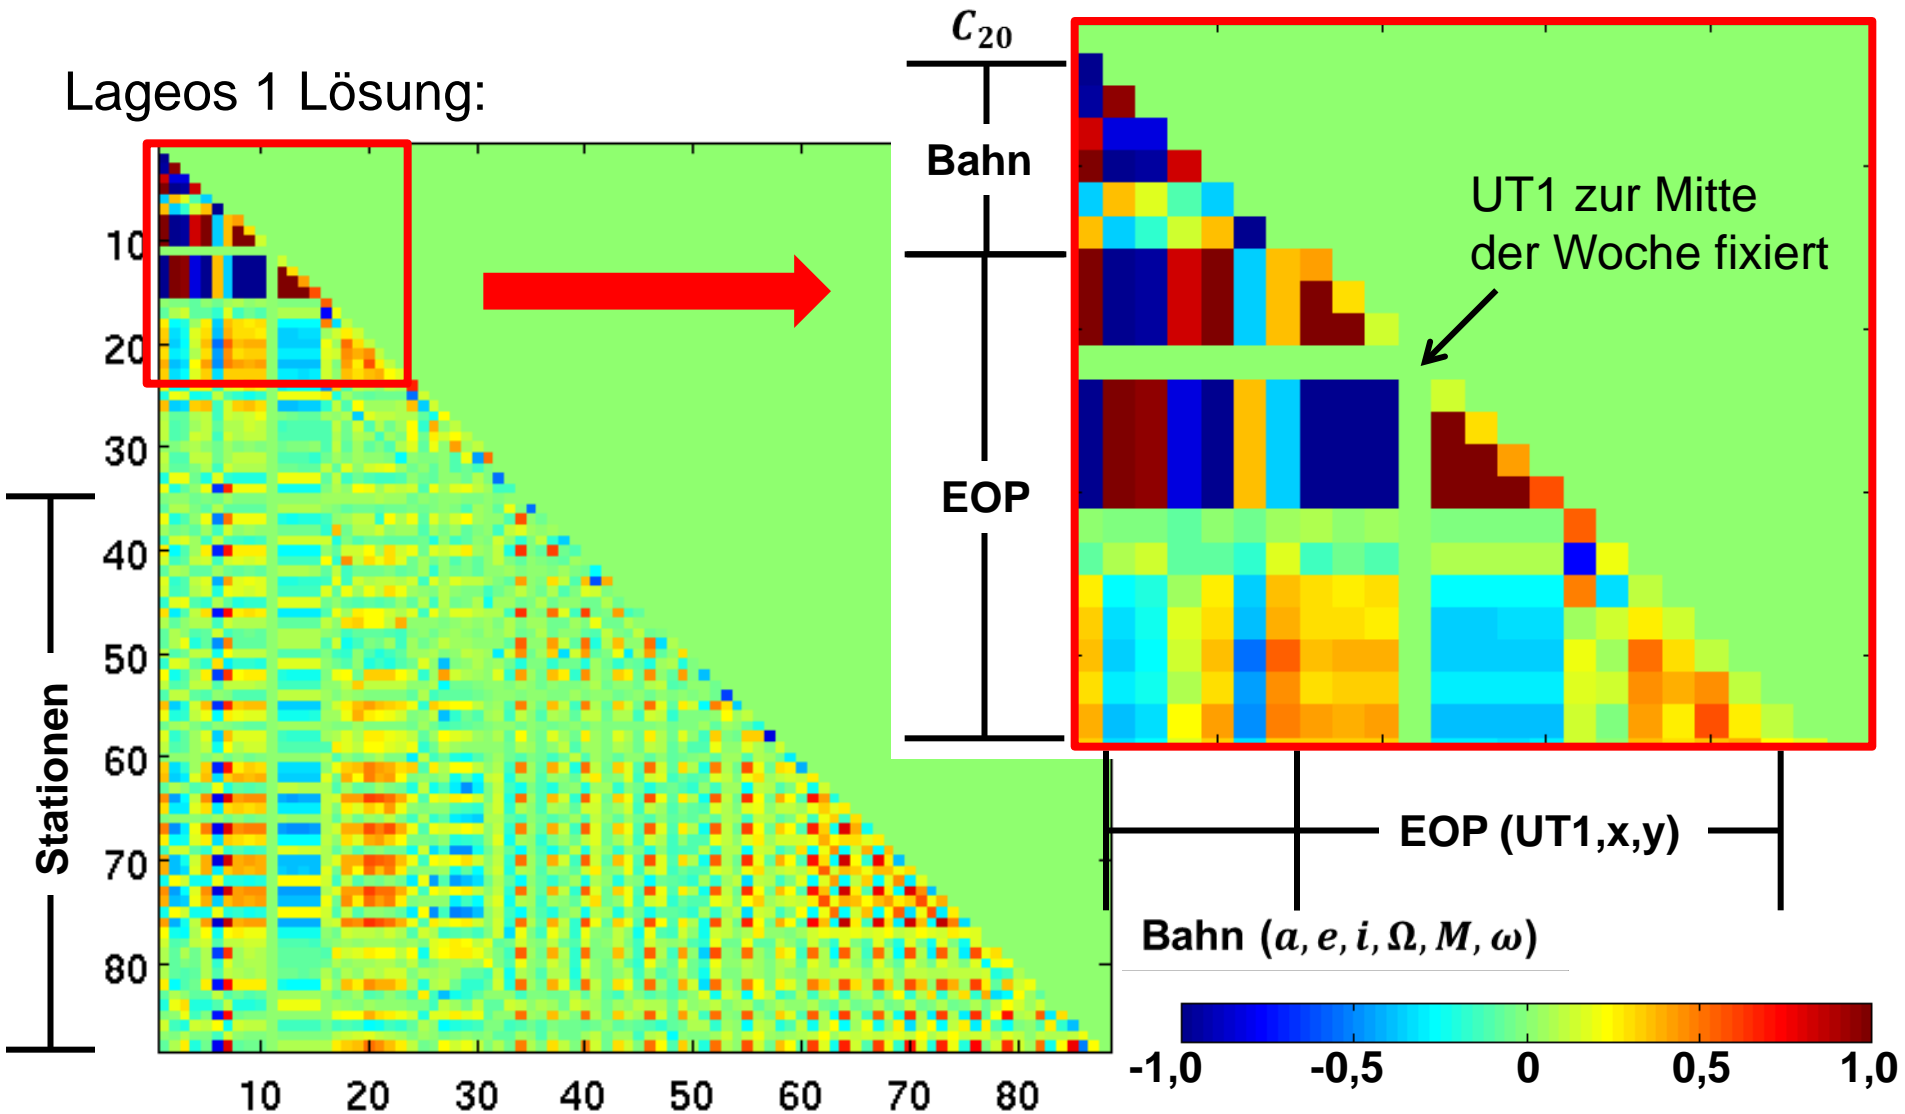 C₂₀
Lageos 1 Lösung:
Bahn
UT1 zur Mitte
der Woche fixiert
EOP
10
20
30
40
50
60
70
80
Stationen
EOP (UT1,x,y)
Bahn (a, e, i, Ω, M, ω)
-1,0 -0,5 0 0,5 1,0
10 20 30 40 50 60 70 80